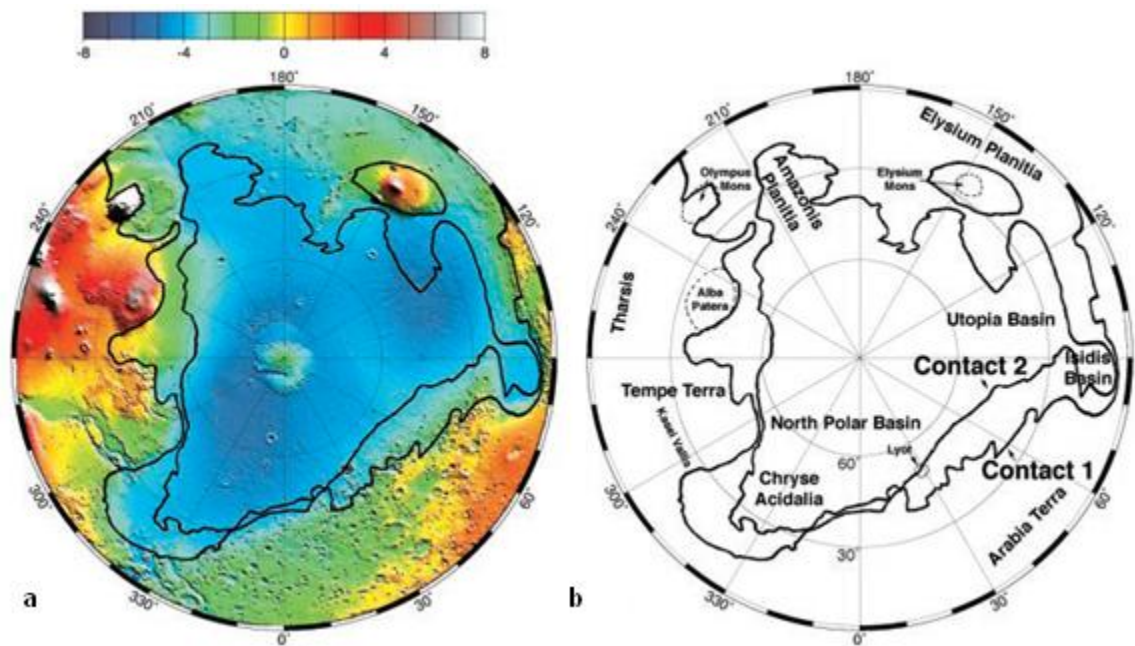 -8 -4 0 4 8
180°
210°
150°
240°
120°
300°
60°
330°
30°
0°
a
180°
210°
150°
Elysium Planitia
Olympus
Mons
Amazonis
Planitia
Elysium
Mons
240°
120°
Tharsis
Alba
Patera
Utopia Basin
Contact 2
Isidis
Basin
Tempe Terra
Kasei Vallis
North Polar Basin
Lyot
60°
Contact 1
Chryse
Acidalia
Arabia Terra
300°
60°
30°
330°
30°
0°
b